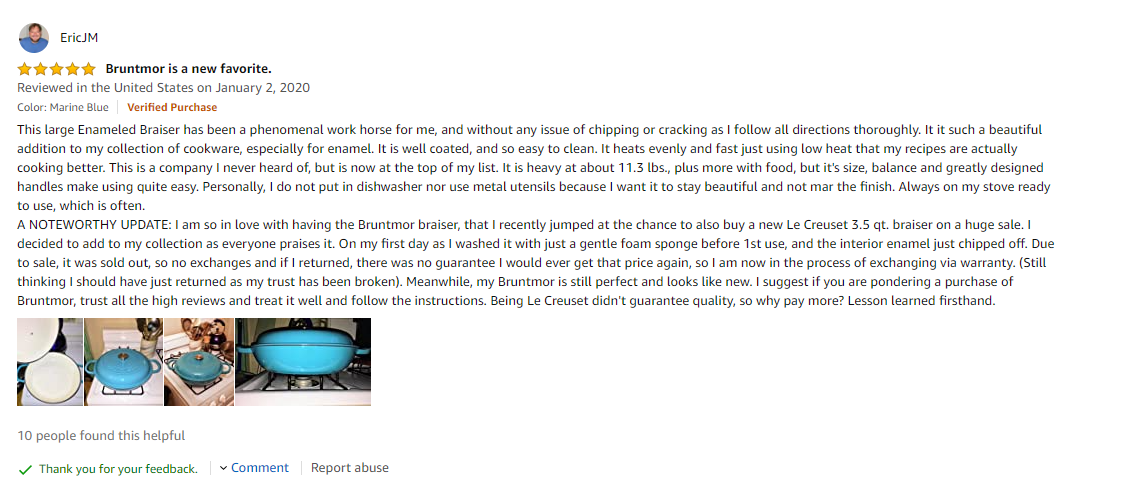 EricJM
Bruntmor is a new favorite.
Reviewed in the United States on January 2, 2020
Color: Marine Blue | Verified Purchase
This large Enameled Braiser has been a phenomenal work horse for me, and without any issue of chipping or cracking as I follow all directions thoroughly. It it such a beautiful
addition to my collection of cookware, especially for enamel. It is well coated, and so easy to clean. It heats evenly and fast just using low heat that my recipes are actually
cooking better. This is a company I never heard of, but is now at the top of my list. It is heavy at about 11.3 lbs., plus more with food, but it's size, balance and greatly designed
handles make using quite easy. Personally, I do not put in dishwasher nor use metal utensils because I want it to stay beautiful and not mar the finish. Always on my stove ready
to use, which is often.
A NOTEWORTHY UPDATE: I am so in love with having the Bruntmor braiser, that I recently jumped at the chance to also buy a new Le Creuset 3.5 qt. braiser on a huge sale. I
decided to add to my collection as everyone praises it. On my first day as I washed it with just a gentle foam sponge before 1st use, and the interior enamel just chipped off. Due
to sale, it was sold out, so no exchanges and if I returned, there was no guarantee I would ever get that price again, so I am now in the process of exchanging via warranty. (Still
thinking I should have just returned as my trust has been broken). Meanwhile, my Bruntmor is still perfect and looks like new. I suggest if you are pondering a purchase of
Bruntmor, trust all the high reviews and treat it well and follow the instructions. Being Le Creuset didn't guarantee quality, so why pay more? Lesson learned firsthand.
10 people found this helpful
Thank you for your feedback. | Comment | Report abuse